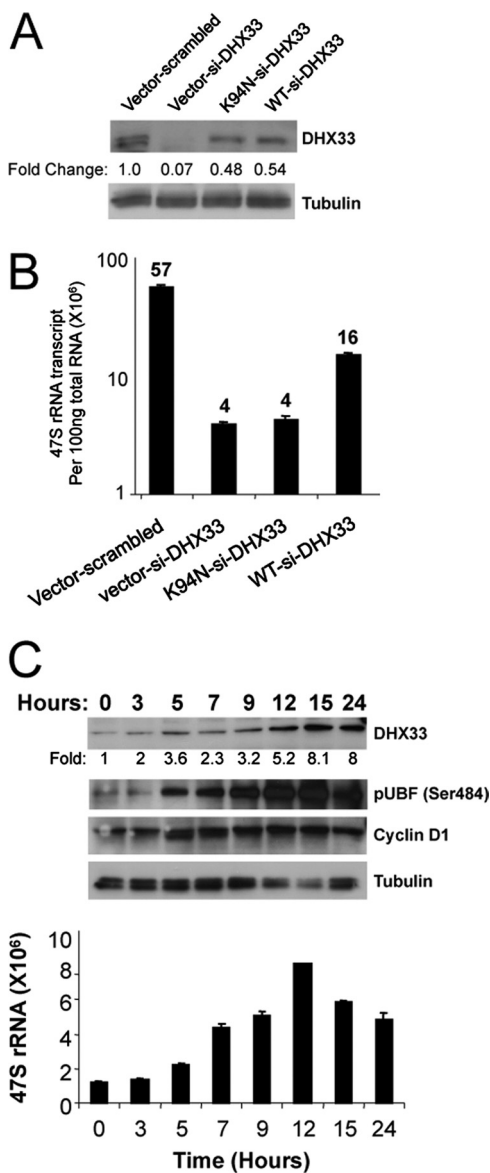 A
Vector-scrambled
Vector-si-DHX33
K94N-si-DHX33
WT-si-DHX33
DHX33
Fold Change: 1.0 0.07 0.48 0.54
Tubulin
B
47S rRNA transcript
Per 100ng total RNA (X10⁶)
100
10
1
57
4
4
16
Vector-scrambled
vector-si-DHX33
K94N-si-DHX33
WT-si-DHX33
C
Hours: 0 3 5 7 9 12 15 24
DHX33
Fold: 1 2 3.6 2.3 3.2 5.2 8.1 8
pUBF (Ser484)
Cyclin D1
Tubulin
47S rRNA (X10⁶)
10
8
6
4
2
0
0 3 5 7 9 12 15 24
Time (Hours)